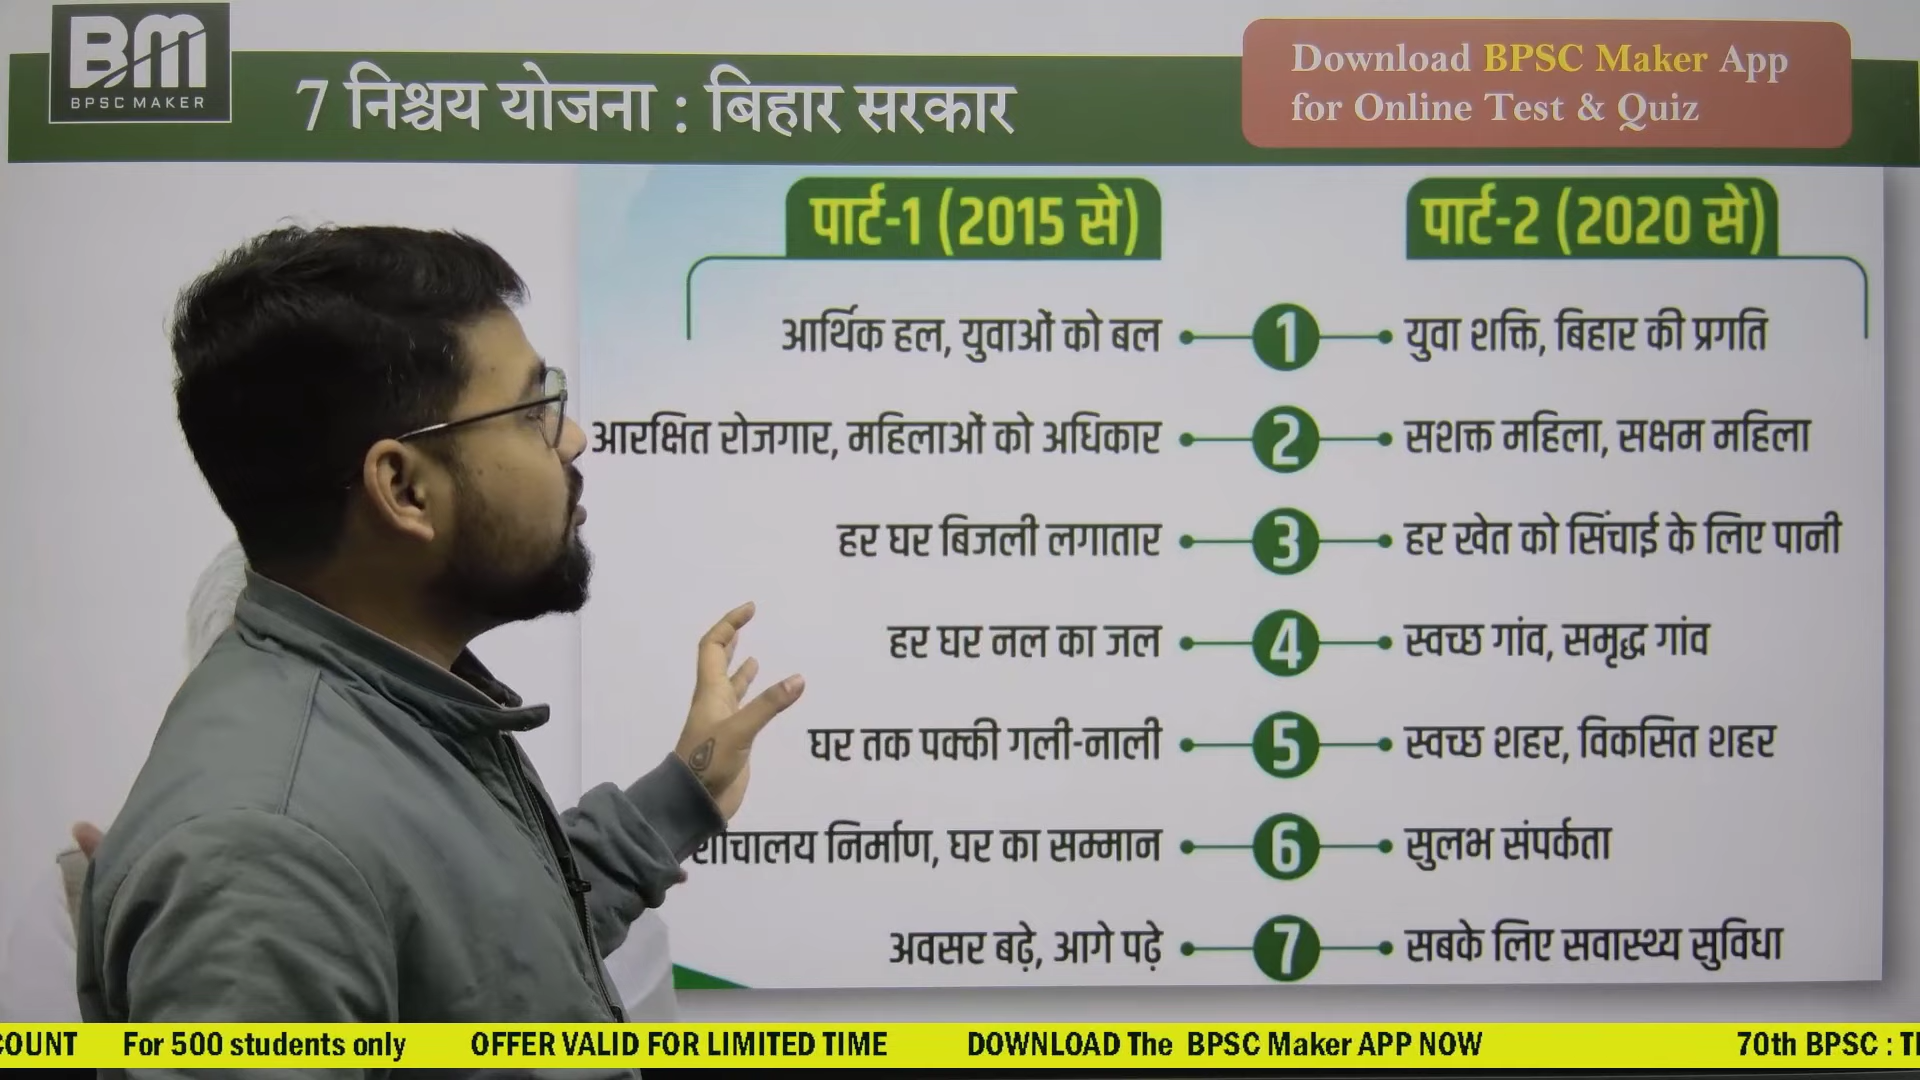 BM
BPSC MAKER
7 निश्चय योजना : बिहार सरकार
Download BPSC Maker App
for Online Test & Quiz
पार्ट-1 (2015 से)
पार्ट-2 (2020 से)
आर्थिक हल, युवाओं को बल 1 युवा शक्ति, बिहार की प्रगति
आरक्षित रोजगार, महिलाओं को अधिकार 2 सशक्त महिला, सक्षम महिला
हर घर बिजली लगातार 3 हर खेत को सिंचाई के लिए पानी
हर घर नल का जल 4 स्वच्छ गांव, समृद्ध गांव
घर तक पक्की गली-नाली 5 स्वच्छ शहर, विकसित शहर
शौचालय निर्माण, घर का सम्मान 6 सुलभ संपर्कता
अवसर बढ़े, आगे पढ़े 7 सबके लिए सवास्थ्य सुविधा
COUNT For 500 students only OFFER VALID FOR LIMITED TIME DOWNLOAD The BPSC Maker APP NOW 70th BPSC :